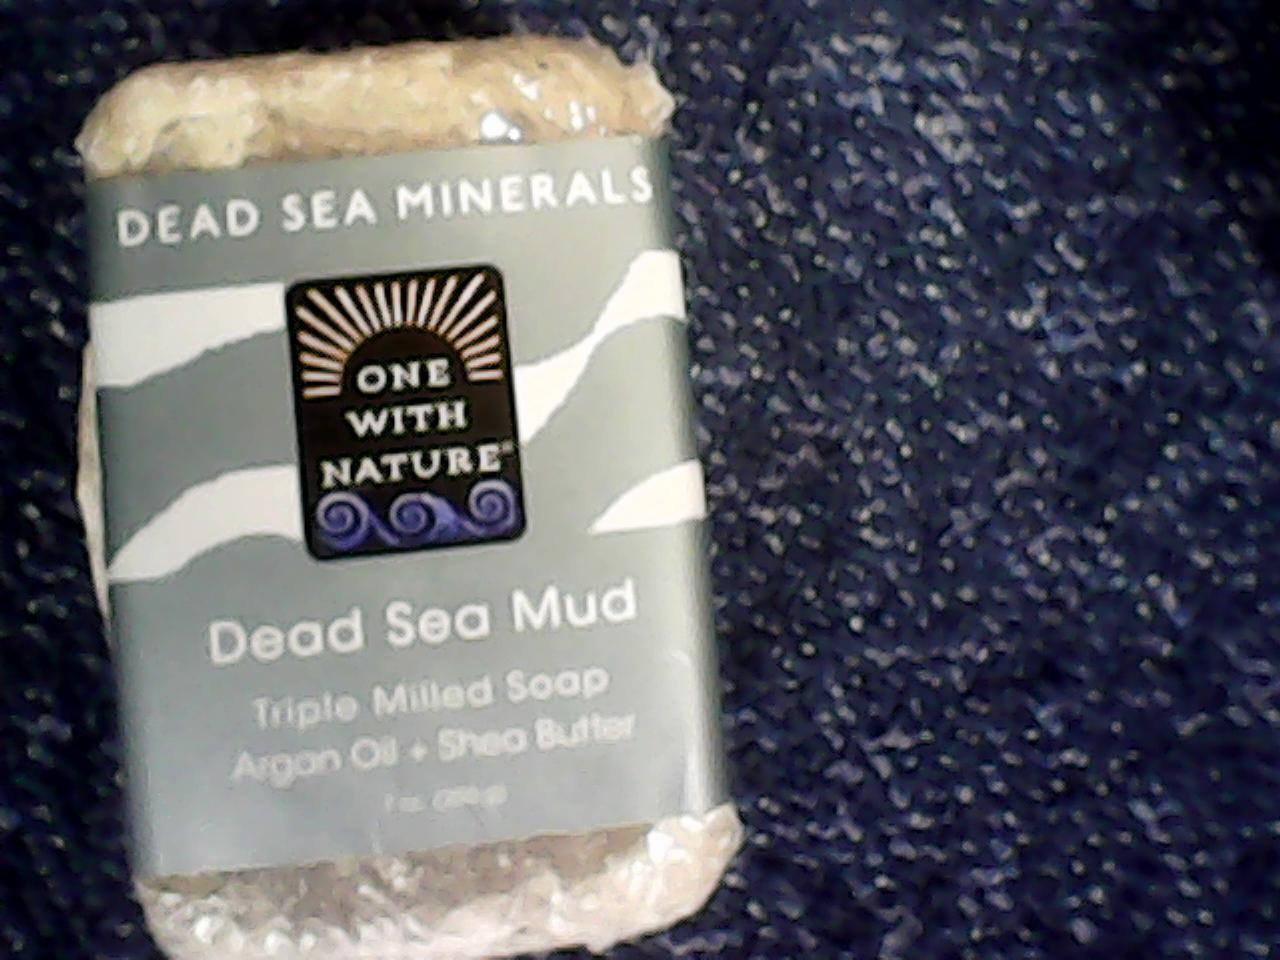 DEAD SEA MINERALS
ONE
WITH
NATURE®
Dead Sea Mud
Triple Milled Soap
Argan Oil + Shea Butter